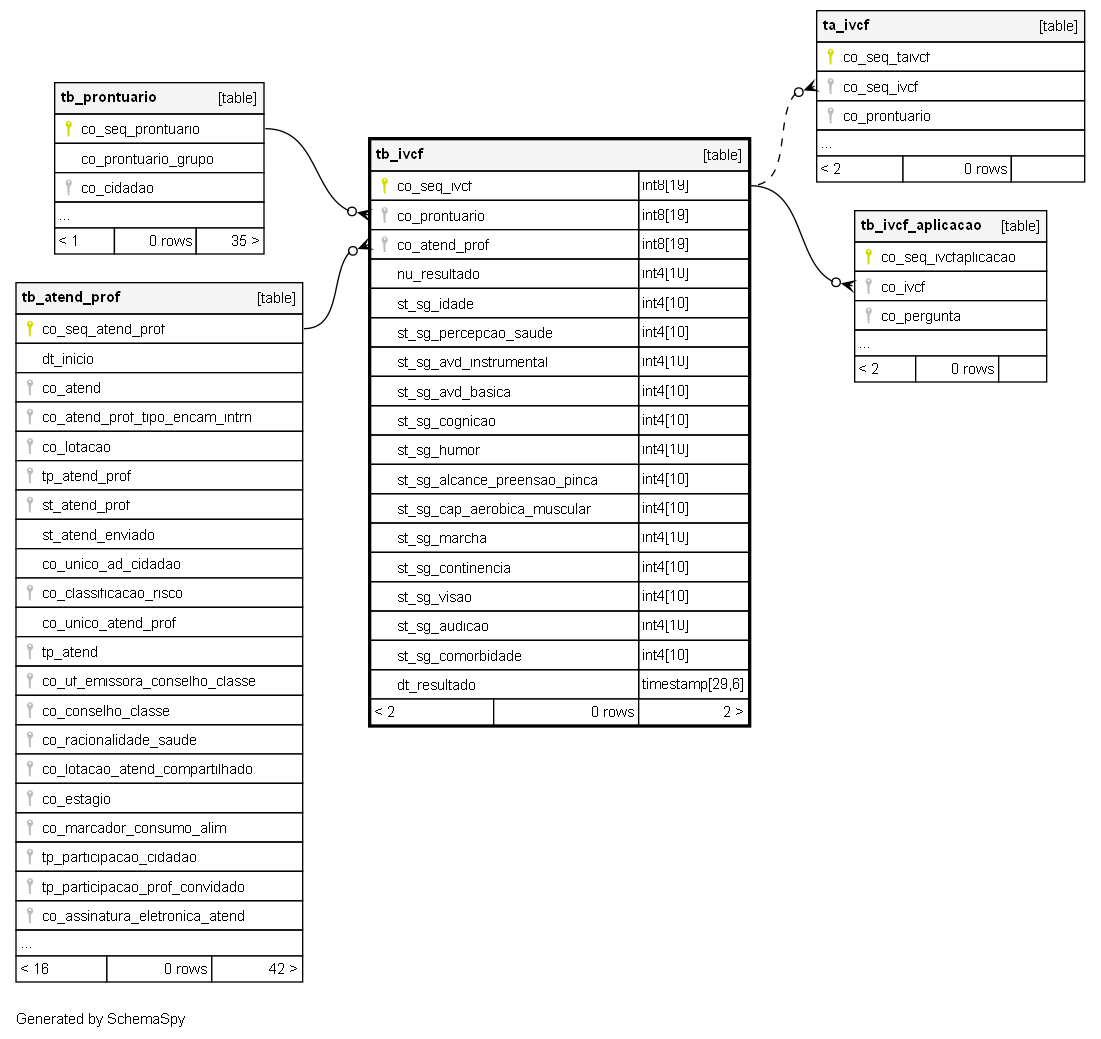 ta_ivcf [table]
co_seq_taivcf
co_seq_ivcf
co_prontuario
...
< 2 0 rows
tb_prontuario [table]
co_seq_prontuario
co_prontuario_grupo
co_cidadao
...
< 1 0 rows 35 >
tb_ivcf [table]
co_seq_ivcf int8[19]
co_prontuario int8[19]
co_atend_prof int8[19]
nu_resultado int4[10]
st_sg_idade int4[10]
st_sg_percepcao_saude int4[10]
st_sg_avd_instrumental int4[10]
st_sg_avd_basica int4[10]
st_sg_cognicao int4[10]
st_sg_humor int4[10]
st_sg_alcance_preensao_pinca int4[10]
st_sg_cap_aerobica_muscular int4[10]
st_sg_marcha int4[10]
st_sg_continencia int4[10]
st_sg_visao int4[10]
st_sg_audicao int4[10]
st_sg_comorbidade int4[10]
dt_resultado timestamp[29,6]
< 2 0 rows 2 >
tb_ivcf_aplicacao [table]
co_seq_ivcfaplicacao
co_ivcf
co_pergunta
...
< 2 0 rows
tb_atend_prof [table]
co_seq_atend_prof
dt_inicio
co_atend
co_atend_prof_tipo_encam_intrn
co_lotacao
tp_atend_prof
st_atend_prof
st_atend_enviado
co_unico_ad_cidadao
co_classificacao_risco
co_unico_atend_prof
tp_atend
co_uf_emissora_conselho_classe
co_conselho_classe
co_racionalidade_saude
co_lotacao_atend_compartilhado
co_estagio
co_marcador_consumo_alim
tp_participacao_cidadao
tp_participacao_prof_convidado
co_assinatura_eletronica_atend
...
< 16 0 rows 42 >
Generated by SchemaSpy